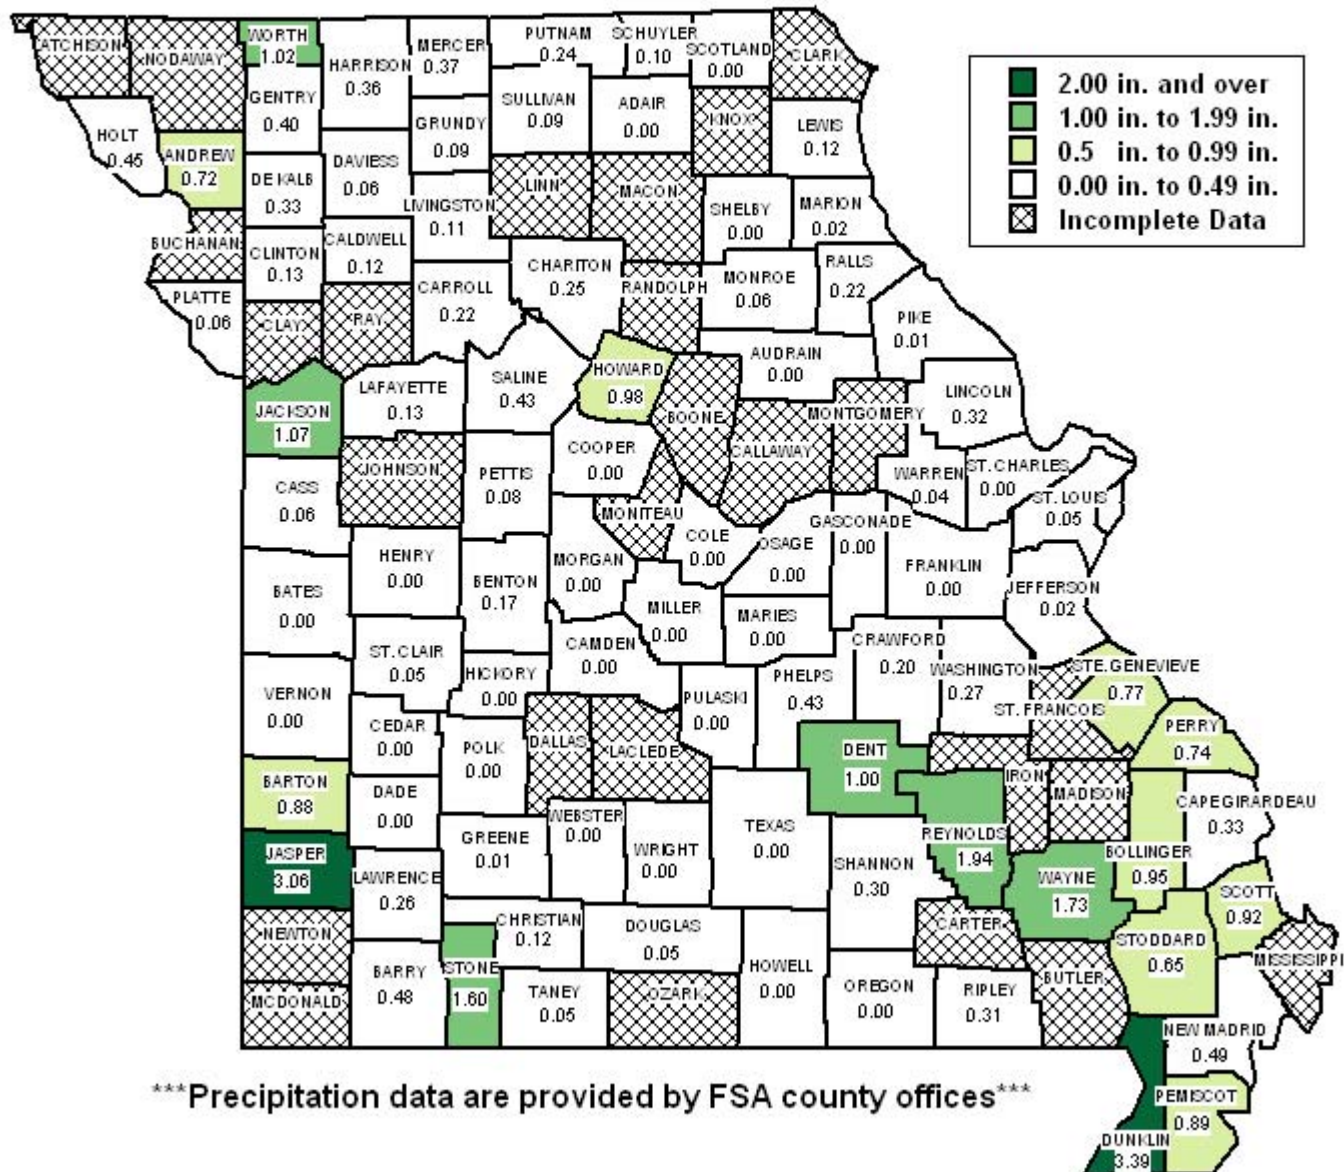 ATCHISON
NODAWAY
WORTH
1.02
HARRISON
0.36
MERCER
0.37
PUTNAM
0.24
SCHUYLER
0.10
SCOTLAND
0.00
CLARK
2.00 in. and over
1.00 in. to 1.99 in.
0.5 in. to 0.99 in.
0.00 in. to 0.49 in.
Incomplete Data
HOLT
0.45
ANDREW
0.72
GENTRY
0.40
DE KALB
0.33
DAVIESS
0.06
GRUNDY
0.09
SULLIVAN
0.09
ADAIR
0.00
KNOX
LEWIS
0.12
LINN
MACON
SHELBY
0.00
MARION
0.02
LIVINGSTON
0.11
BUCHANAN
CLINTON
0.13
CALDWELL
0.12
CARROLL
0.22
CHARITON
0.25
RANDOLPH
MONROE
0.06
RALLS
0.22
PIKE
0.01
PLATTE
0.06
CLAY
RAY
JACKSON
1.07
LAFAYETTE
0.13
SALINE
0.43
HOWARD
0.98
BOONE
AUDRAIN
0.00
CALLAWAY
MONTGOMERY
LINCOLN
0.32
WARREN
0.04
ST. CHARLES
0.00
ST. LOUIS
0.05
CASS
0.06
JOHNSON
PETTIS
0.08
COOPER
0.00
MONITEAU
COLE
0.00
OSAGE
0.00
GASCONADE
0.00
FRANKLIN
0.00
JEFFERSON
0.02
BATES
0.00
HENRY
0.00
BENTON
0.17
MORGAN
0.00
MILLER
0.00
MARIES
0.00
CRAWFORD
0.20
WASHINGTON
0.27
STE. GENEVIEVE
0.77
ST. FRANCOIS
PERRY
0.74
VERNON
0.00
ST. CLAIR
0.05
HICKORY
0.00
CAMDEN
0.00
PULASKI
0.00
PHELPS
0.43
CEDAR
0.00
POLK
0.00
DALLAS
LACLEDE
DENT
1.00
IRON
MADISON
CAPE GIRARDEAU
0.33
BARTON
0.88
DADE
0.00
GREENE
0.01
WEBSTER
0.00
WRIGHT
0.00
TEXAS
0.00
SHANNON
0.30
REYNOLDS
1.94
WAYNE
1.73
BOLLINGER
0.95
SCOTT
0.92
JASPER
3.06
LAWRENCE
0.26
NEWTON
CHRISTIAN
0.12
DOUGLAS
0.05
HOWELL
0.00
CARTER
BUTLER
STODDARD
0.65
MISSISSIPPI
MCDONALD
BARRY
0.48
STONE
1.60
TANEY
0.05
OZARK
OREGON
0.00
RIPLEY
0.31
NEW MADRID
0.49
PEMISCOT
0.89
DUNKLIN
3.39
***Precipitation data are provided by FSA county offices***